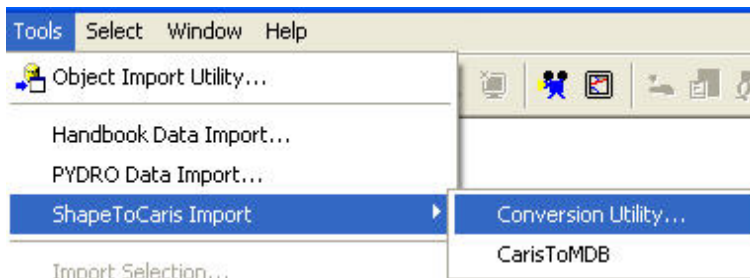 Tools Select Window Help
Object Import Utility...
Handbook Data Import...
PYDRO Data Import...
ShapeToCaris Import
Conversion Utility...
CarisToMDB
Import Selection...